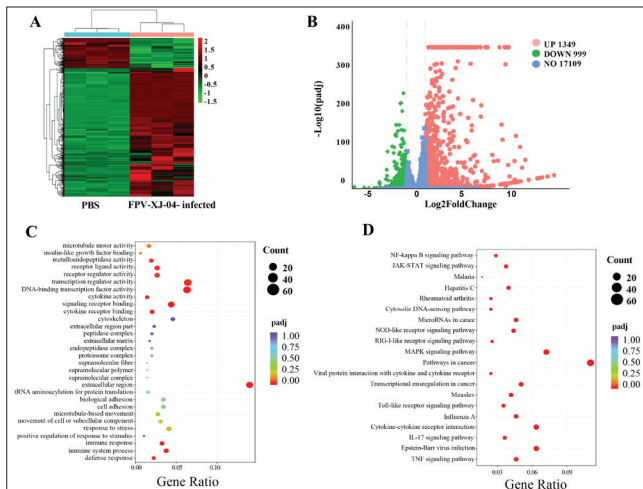 A
2
1.5
1
0.5
0
-0.5
-1
-1.5
PBS
FPV-XJ-04- infected
B
400
300
200
100
0
-Log10(padj)
-5
0
5
10
Log2FoldChange
UP 1349
DOWN 999
NO 17109
C
microtubule motor activity
insulin-like growth factor binding
metalloendopeptidase activity
receptor ligand activity
receptor regulator activity
transcription regulator activity
DNA-binding transcription factor activity
cytokine activity
signaling receptor binding
cytokine receptor binding
cytoskeleton
extracellular region part
peptidase complex
extracellular matrix
endopeptidase complex
proteasome complex
supramolecular fiber
supramolecular polymer
supramolecular complex
extracellular region
tRNA aminoacylation for protein translation
biological adhesion
cell adhesion
microtubule-based movement
movement of cell or subcellular component
response to stress
positive regulation of response to stimulus
immune response
immune system process
defense response
0.00
0.05
0.10
Gene Ratio
Count
20
40
60
padj
1.00
0.75
0.50
0.25
0.00
D
NF-kappa B signaling pathway
JAK-STAT signaling pathway
Malaria
Hepatitis C
Rheumatoid arthritis
Cytosolic DNA-sensing pathway
MicroRNAs in cancer
NOD-like receptor signaling pathway
RIG-I-like receptor signaling pathway
MAPK signaling pathway
Pathways in cancer
Viral protein interaction with cytokine and cytokine receptor
Transcriptional misregulation in cancer
Measles
Toll-like receptor signaling pathway
Influenza A
Cytokine-cytokine receptor interaction
IL-17 signaling pathway
Epstein-Barr virus infection
TNF signaling pathway
0.03
0.06
0.09
Gene Ratio
Count
20
40
60
padj
1.00
0.75
0.50
0.25
0.00